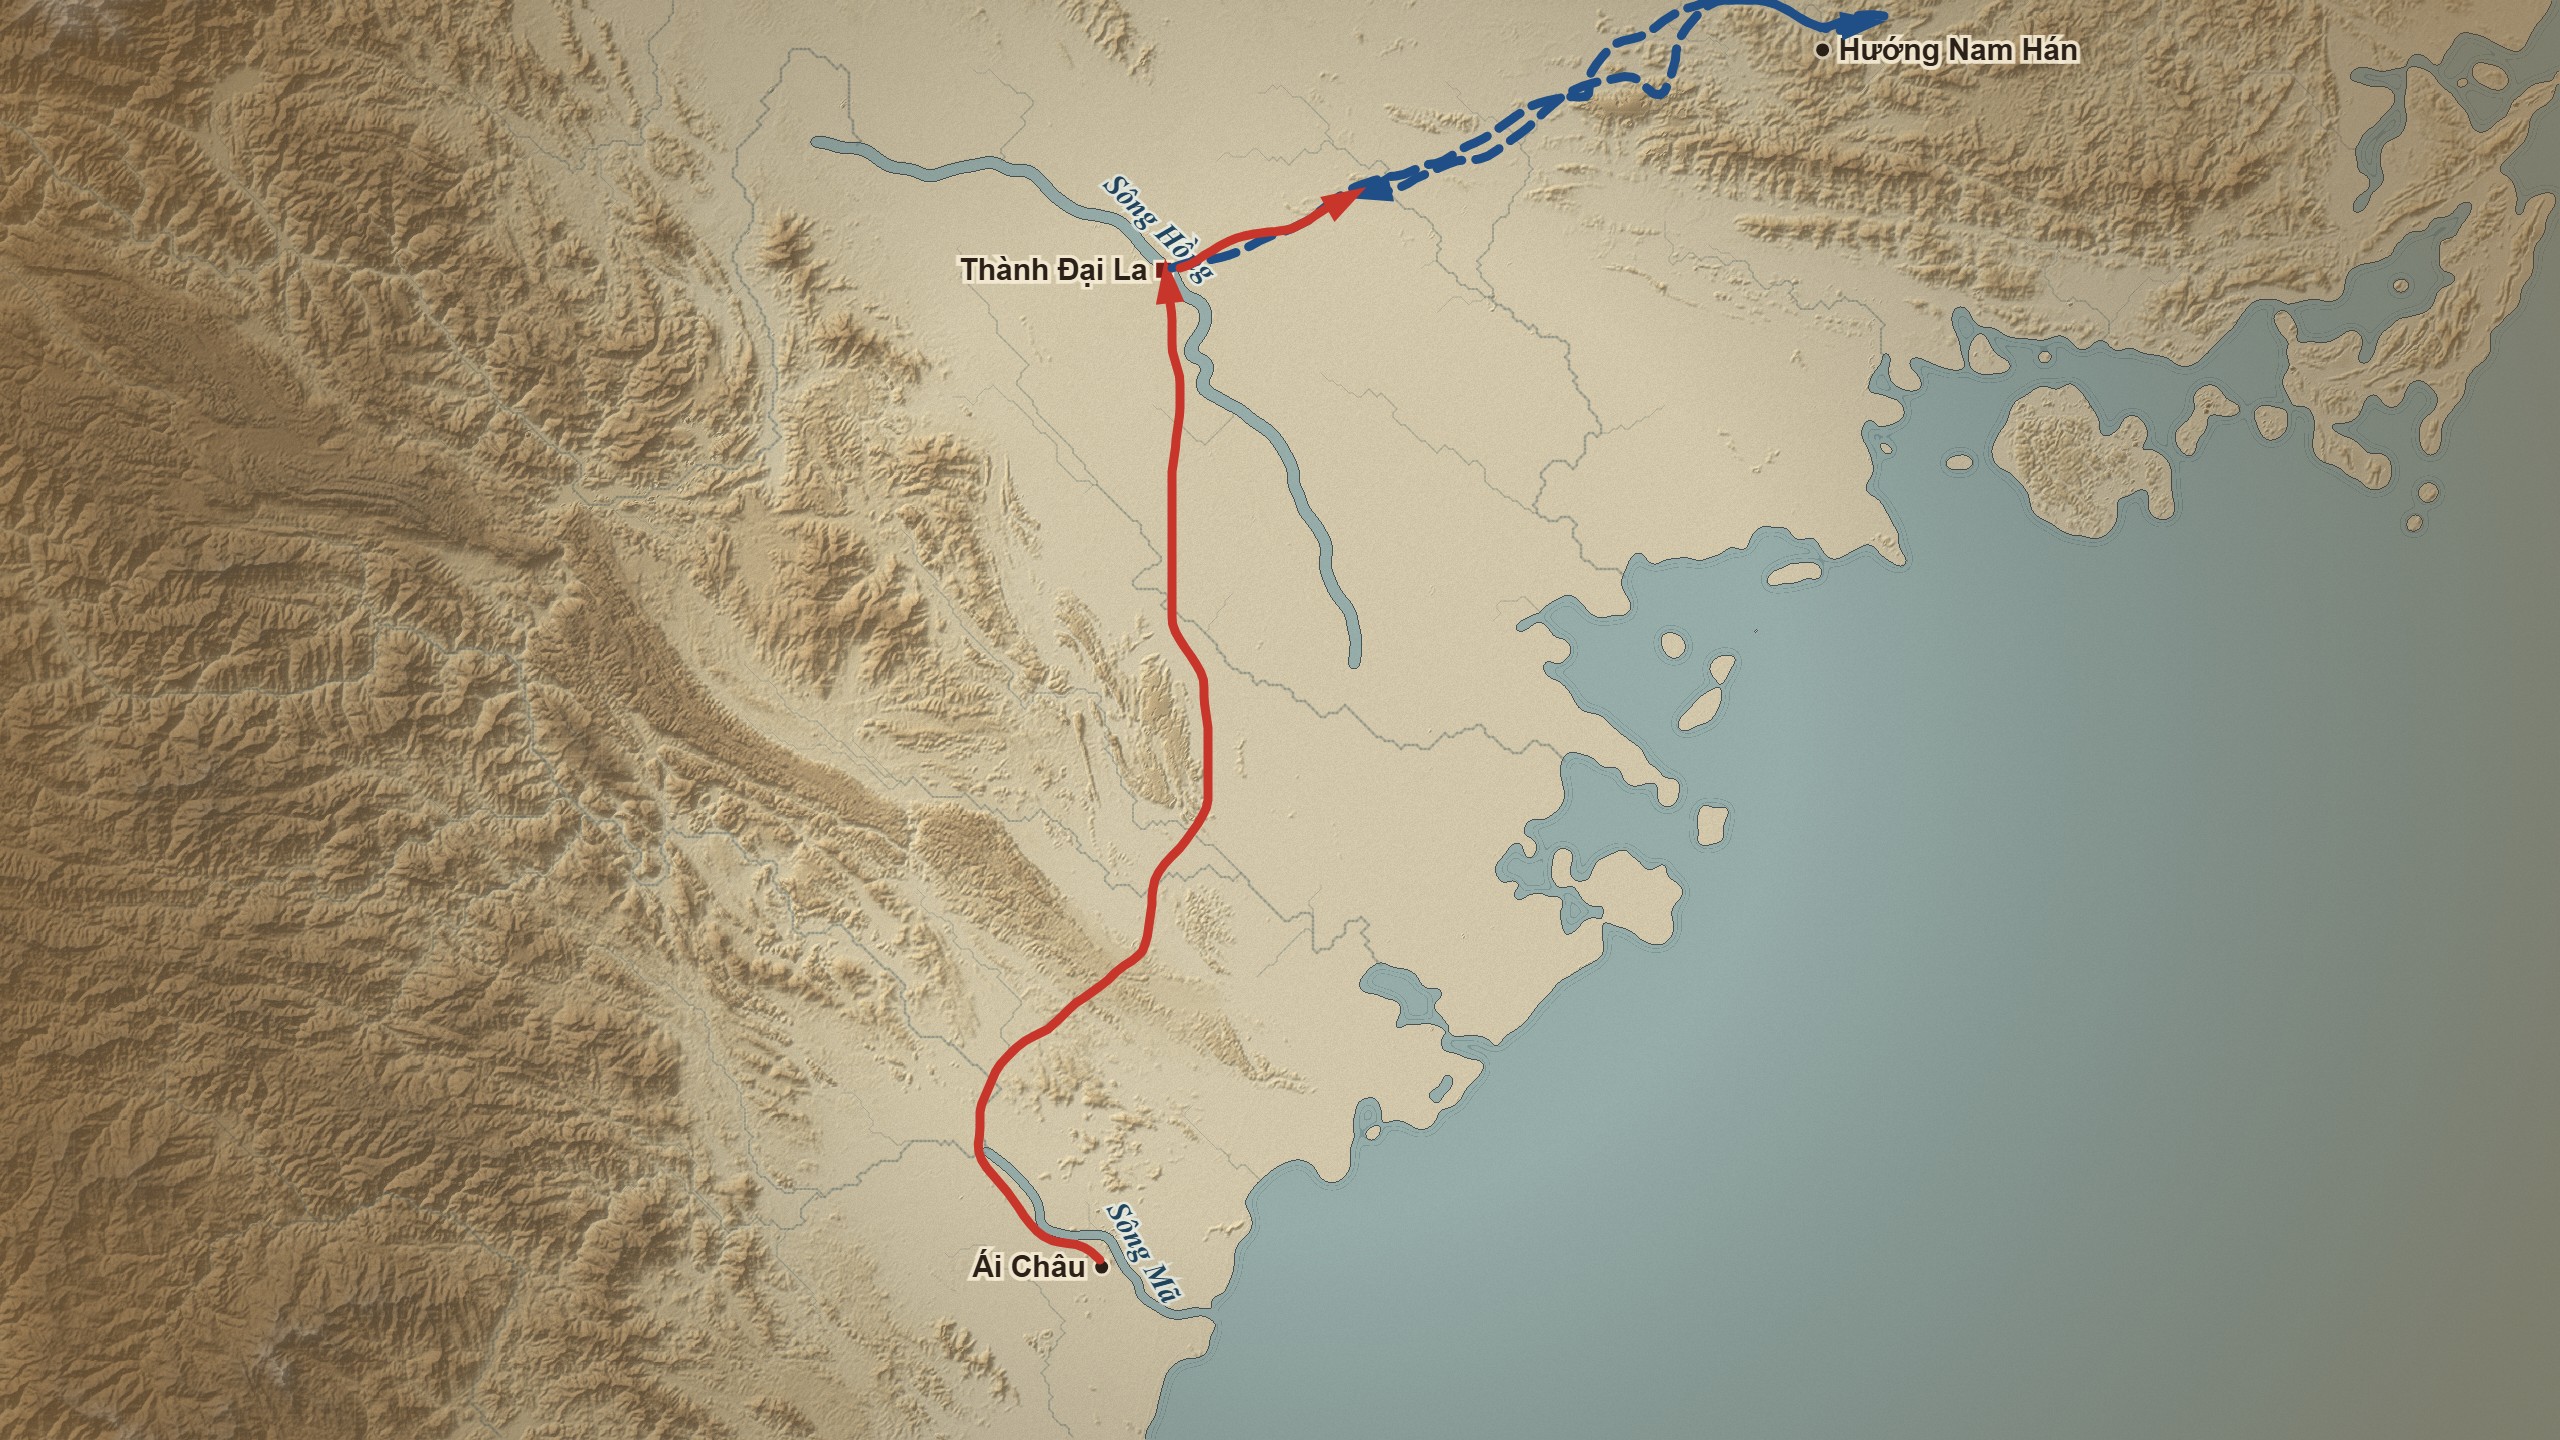 Hướng Nam Hán
Sông Hồng
Thành Đại La
Ái Châu
Sông Mã